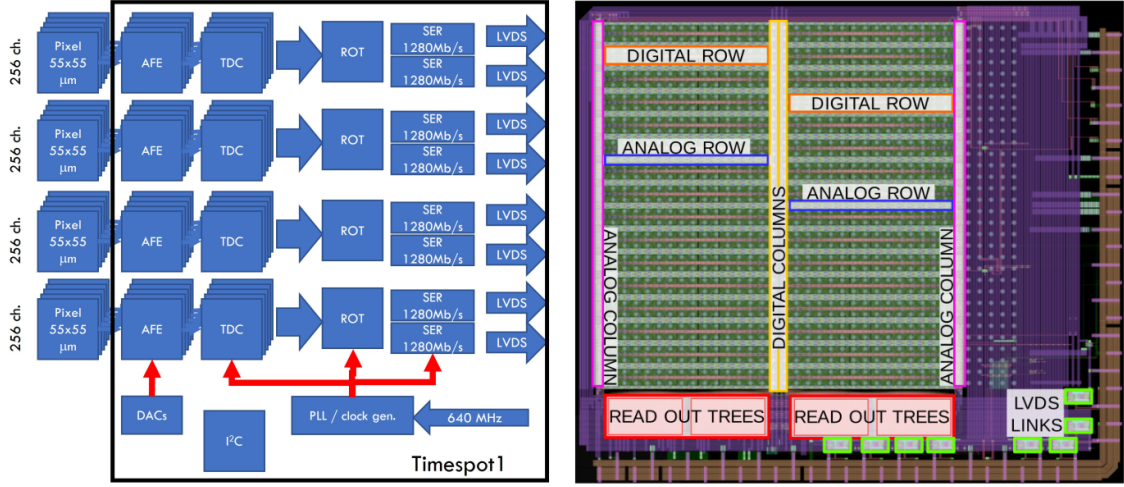 256 ch.
Pixel
55x55
μm
AFE
TDC
ROT
SER
1280Mb/s
SER
1280Mb/s
LVDS
LVDS
256 ch.
Pixel
55x55
μm
AFE
TDC
ROT
SER
1280Mb/s
SER
1280Mb/s
LVDS
LVDS
256 ch.
Pixel
55x55
μm
AFE
TDC
ROT
SER
1280Mb/s
SER
1280Mb/s
LVDS
LVDS
256 ch.
Pixel
55x55
μm
AFE
TDC
ROT
SER
1280Mb/s
SER
1280Mb/s
LVDS
LVDS
DACs
I²C
PLL / clock gen.
640 MHz
Timespot1
DIGITAL ROW
DIGITAL ROW
ANALOG ROW
ANALOG ROW
ANALOG COLUMN
DIGITAL COLUMNS
ANALOG COLUMN
READ OUT TREES
READ OUT TREES
LVDS
LINKS